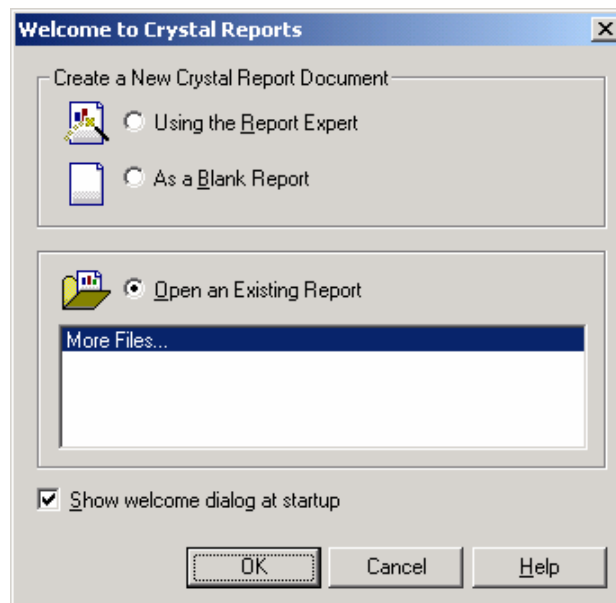 Welcome to Crystal Reports
Create a New Crystal Report Document
Using the Report Expert
As a Blank Report
Open an Existing Report
More Files...
Show welcome dialog at startup
OK Cancel Help